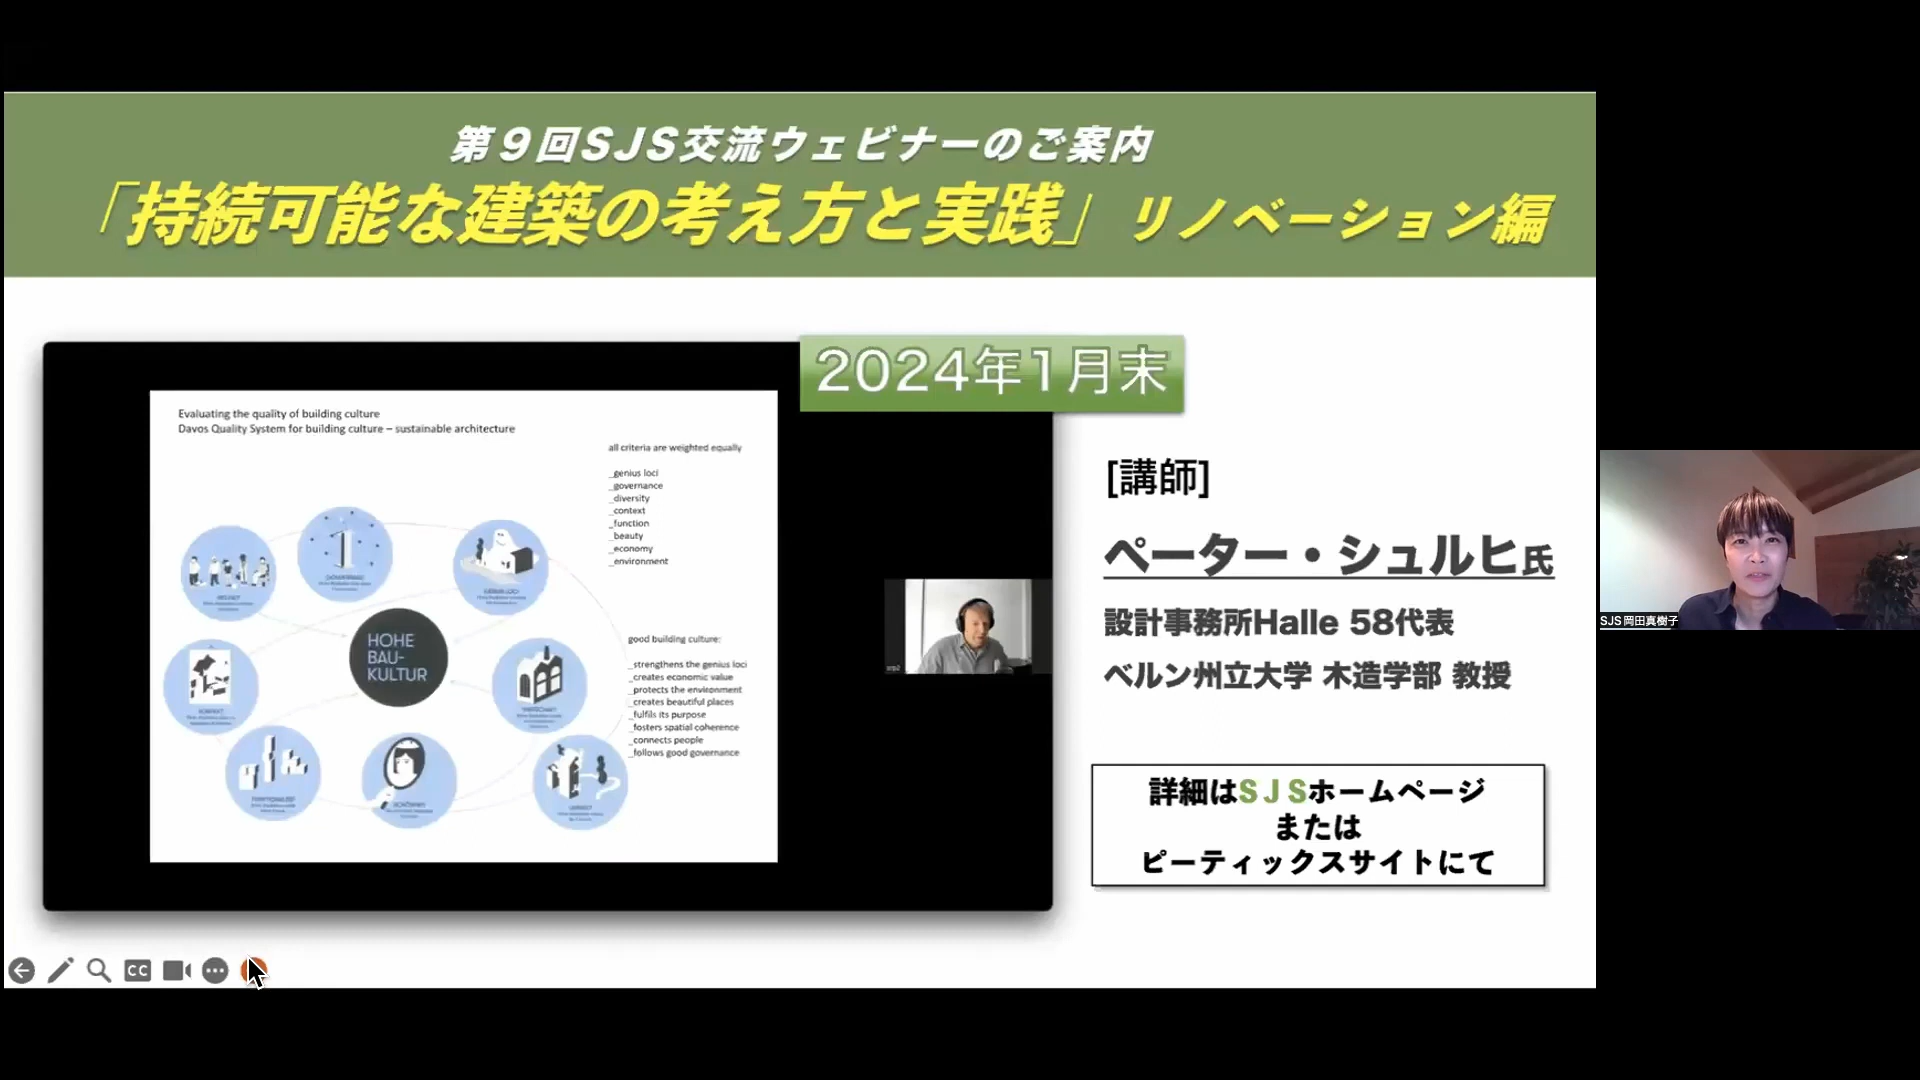 第９回SJS交流ウェビナーのご案内
「持続可能な建築の考え方と実践」リノベーション編
2024年1月末
Evaluating the quality of building culture
Davos Quality System for building culture – sustainable architecture
all criteria are weighted equally
_genius loci
_governance
_diversity
_context
_function
_beauty
_economy
_environment
HOHE
BAU-
KULTUR
good building culture:
_strengthens the genius loci
_creates economic value
_protects the environment
_creates beautiful places
_fulfils its purpose
_fosters spatial coherence
_connects people
_follows good governance
[講師]
ペーター・シュルヒ氏
設計事務所Halle 58代表
ベルン州立大学 木造学部 教授
詳細はSJSホームページ
または
ピーティックスサイトにて
SJS 岡田真樹子
CC